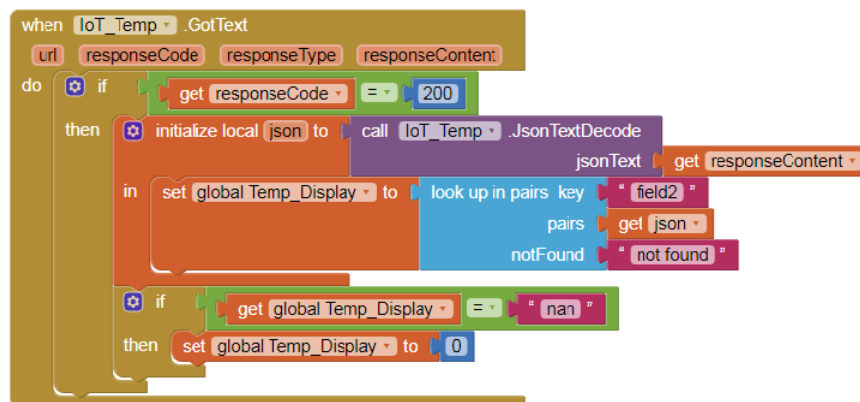 when IoT_Temp .GotText
url responseCode responseType responseContent
do if get responseCode = 200
then initialize local json to call IoT_Temp .JsonTextDecode
jsonText get responseContent
in set global Temp_Display to look up in pairs key " field2 "
pairs get json
notFound " not found "
if get global Temp_Display = " nan "
then set global Temp_Display to 0